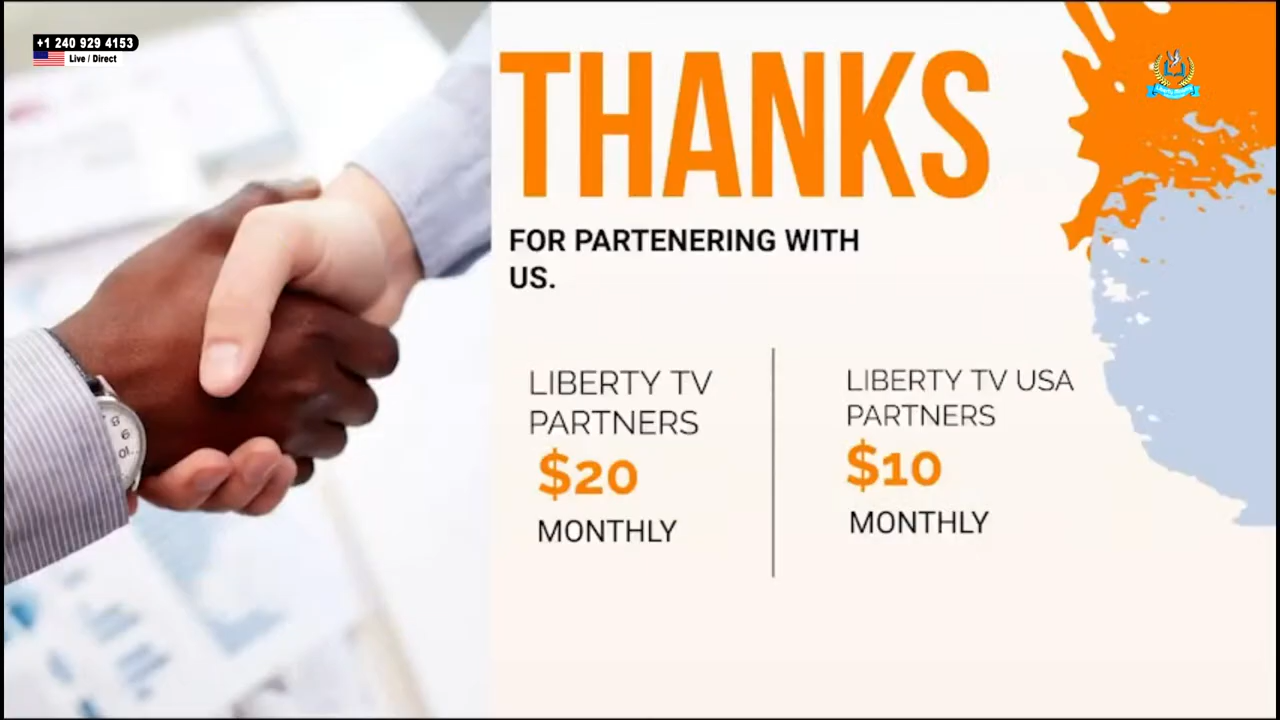 +1 240 929 4153
Live / Direct
THANKS
FOR PARTENERING WITH
US.
LIBERTY TV
PARTNERS
$20
MONTHLY
LIBERTY TV USA
PARTNERS
$10
MONTHLY